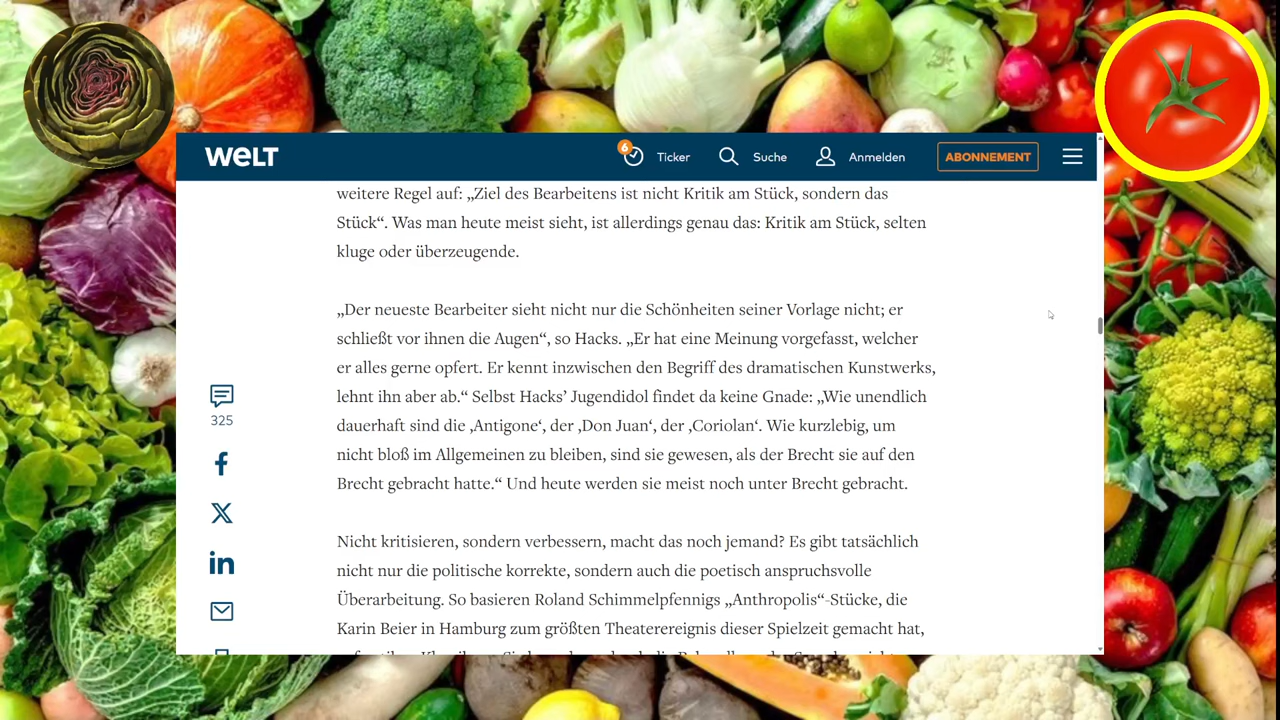 WELT
6
Ticker
Suche
Anmelden
ABONNEMENT
weitere Regel auf: „Ziel des Bearbeitens ist nicht Kritik am Stück, sondern das
Stück“. Was man heute meist sieht, ist allerdings genau das: Kritik am Stück, selten
kluge oder überzeugende.
„Der neueste Bearbeiter sieht nicht nur die Schönheiten seiner Vorlage nicht; er
schließt vor ihnen die Augen“, so Hacks. „Er hat eine Meinung vorgefasst, welcher
er alles gerne opfert. Er kennt inzwischen den Begriff des dramatischen Kunstwerks,
lehnt ihn aber ab.“ Selbst Hacks’ Jugendidol findet da keine Gnade: „Wie unendlich
dauerhaft sind die ‚Antigone‘, der ‚Don Juan‘, der ‚Coriolan‘. Wie kurzlebig, um
nicht bloß im Allgemeinen zu bleiben, sind sie gewesen, als der Brecht sie auf den
Brecht gebracht hatte.“ Und heute werden sie meist noch unter Brecht gebracht.
325
Nicht kritisieren, sondern verbessern, macht das noch jemand? Es gibt tatsächlich
nicht nur die politische korrekte, sondern auch die poetisch anspruchsvolle
Überarbeitung. So basieren Roland Schimmelpfennigs „Anthropolis“-Stücke, die
Karin Beier in Hamburg zum größten Theaterereignis dieser Spielzeit gemacht hat,